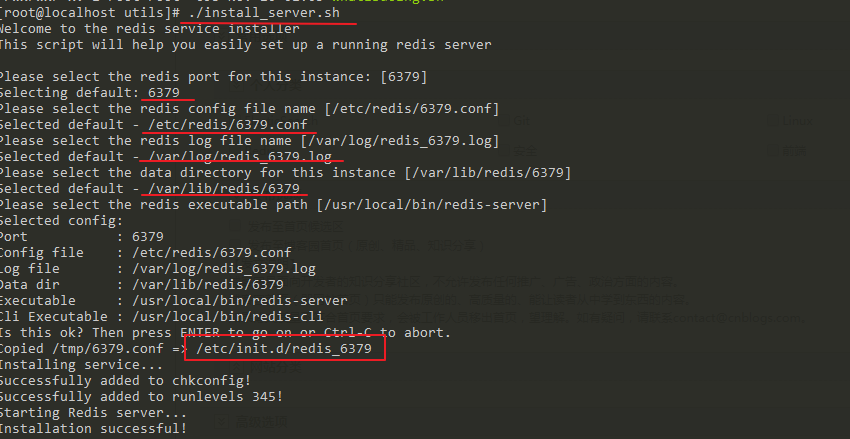 [root@localhost utils]# ./install_server.sh
Welcome to the redis service installer
This script will help you easily set up a running redis server
Please select the redis port for this instance: [6379]
Selecting default: 6379
Please select the redis config file name [/etc/redis/6379.conf]
Selected default - /etc/redis/6379.conf
Please select the redis log file name [/var/log/redis_6379.log]
Selected default - /var/log/redis_6379.log
Please select the data directory for this instance [/var/lib/redis/6379]
Selected default - /var/lib/redis/6379
Please select the redis executable path [/usr/local/bin/redis-server]
Selected config:
Port : 6379
Config file : /etc/redis/6379.conf
Log file : /var/log/redis_6379.log
Data dir : /var/lib/redis/6379
Executable : /usr/local/bin/redis-server
Cli Executable : /usr/local/bin/redis-cli
Is this ok? Then press ENTER to go on or Ctrl-C to abort.
Copied /tmp/6379.conf => /etc/init.d/redis_6379
Installing service...
Successfully added to chkconfig!
Successfully added to runlevels 345!
Starting Redis server...
Installation successful!